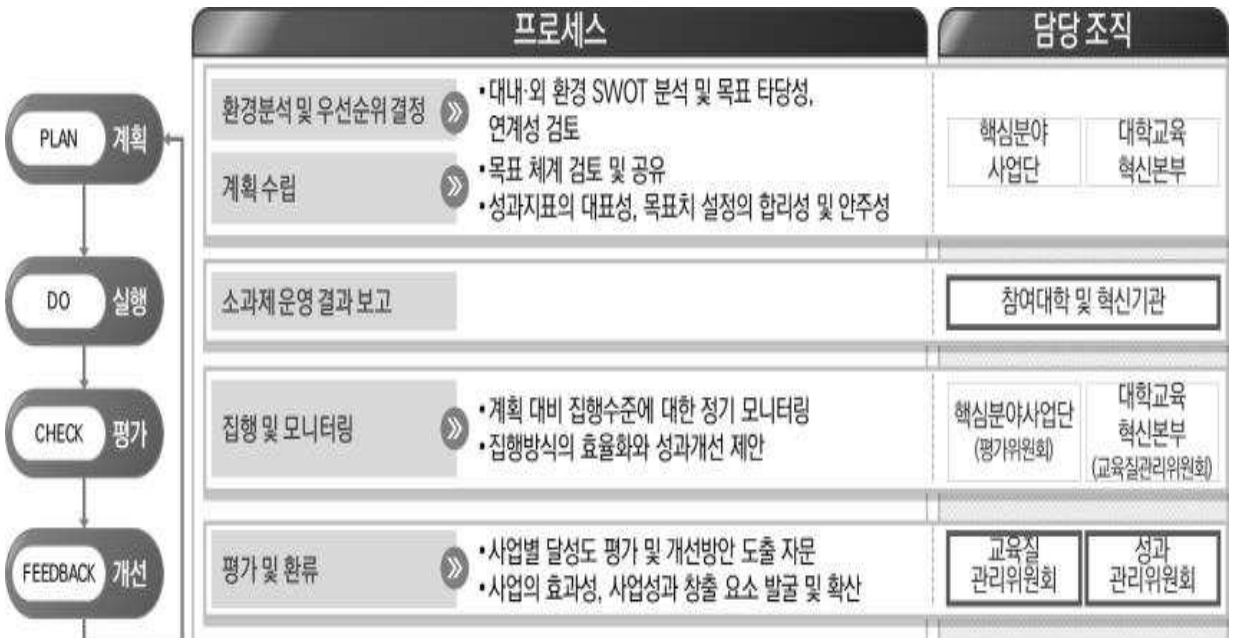 프로세스
담당 조직
PLAN 계획
환경분석 및 우선순위 결정
•대내·외 환경 SWOT 분석 및 목표 타당성,
연계성 검토
계획 수립
•목표 체계 검토 및 공유
•성과지표의 대표성, 목표치 설정의 합리성 및 안주성
핵심분야
사업단
대학교육
혁신본부
DO 실행
소과제 운영 결과 보고
참여대학 및 혁신기관
CHECK 평가
집행 및 모니터링
•계획 대비 집행수준에 대한 정기 모니터링
•집행방식의 효율화와 성과개선 제안
핵심분야사업단
(평가위원회)
대학교육
혁신본부
(교육질관리위원회)
FEEDBACK 개선
평가 및 환류
•사업별 달성도 평가 및 개선방안 도출 자문
•사업의 효과성, 사업성과 창출 요소 발굴 및 확산
교육질
관리위원회
성과
관리위원회